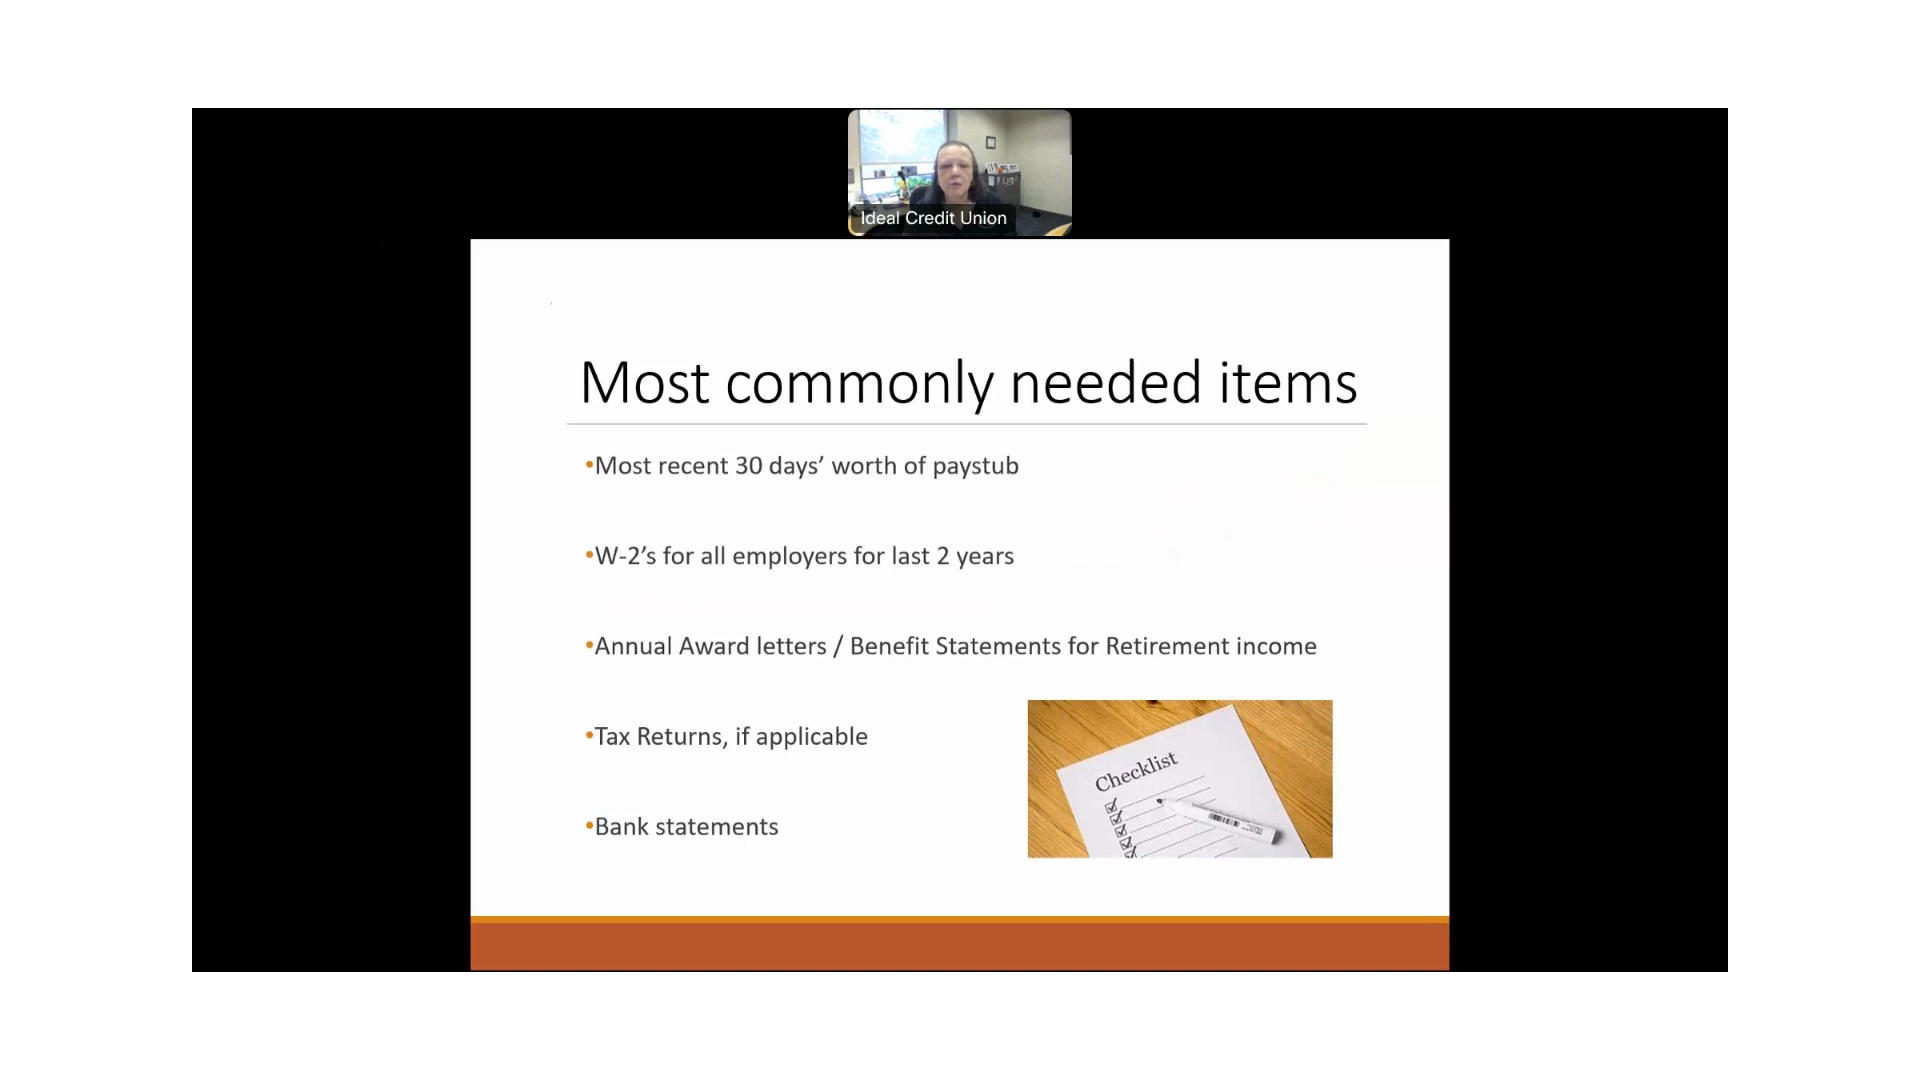 Ideal Credit Union
Most commonly needed items
•Most recent 30 days’ worth of paystub
•W-2’s for all employers for last 2 years
•Annual Award letters / Benefit Statements for Retirement income
•Tax Returns, if applicable
•Bank statements
Checklist